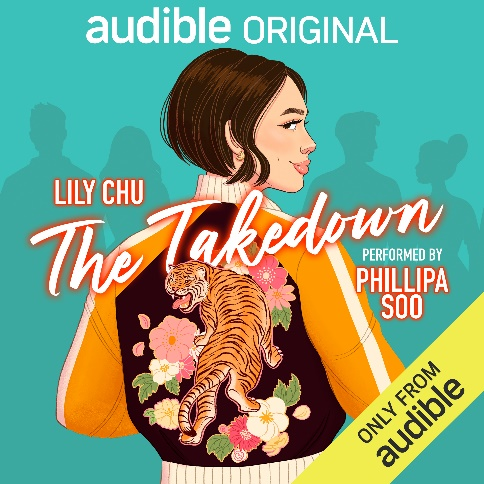 audible ORIGINAL
LILY CHU
The Takedown
PERFORMED BY
PHILLIPA
SOO
ONLY FROM
audible